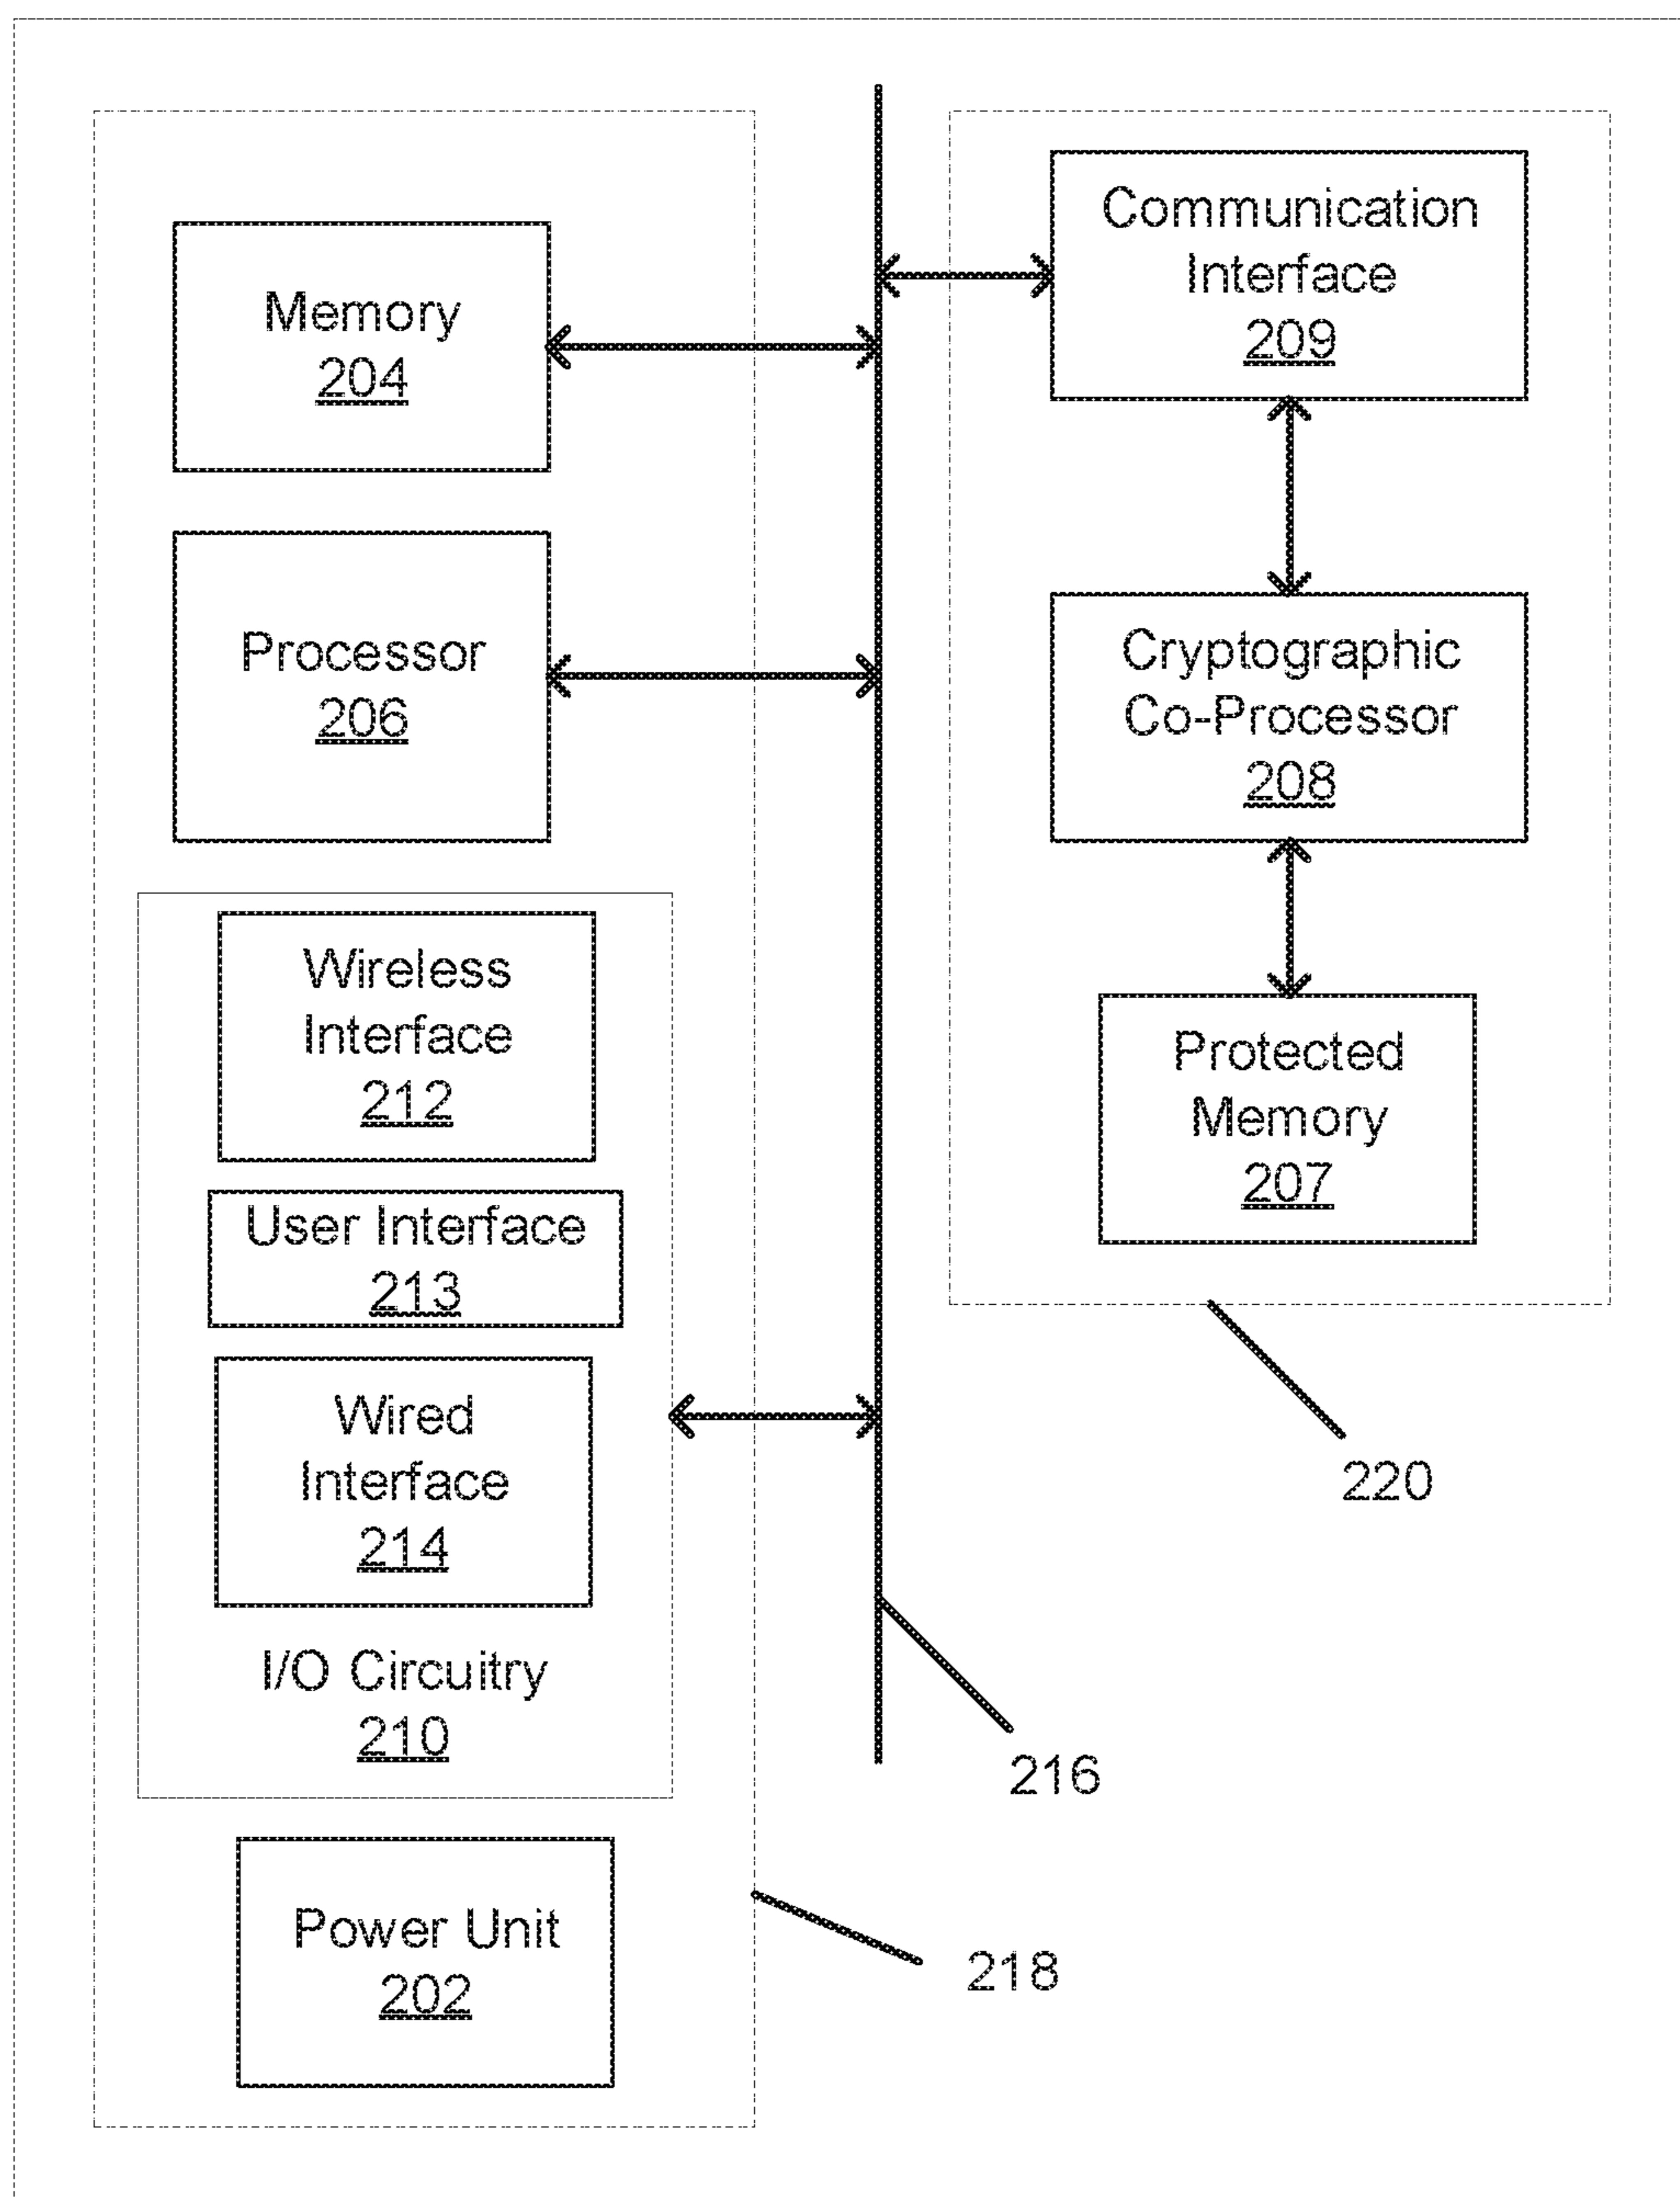 Memory
204
Processor
206
Wireless
Interface
212
User Interface
213
Wired
Interface
214
I/O Circuitry
210
Power Unit
202
Communication
Interface
209
Cryptographic
Co-Processor
208
Protected
Memory
207
220
216
218